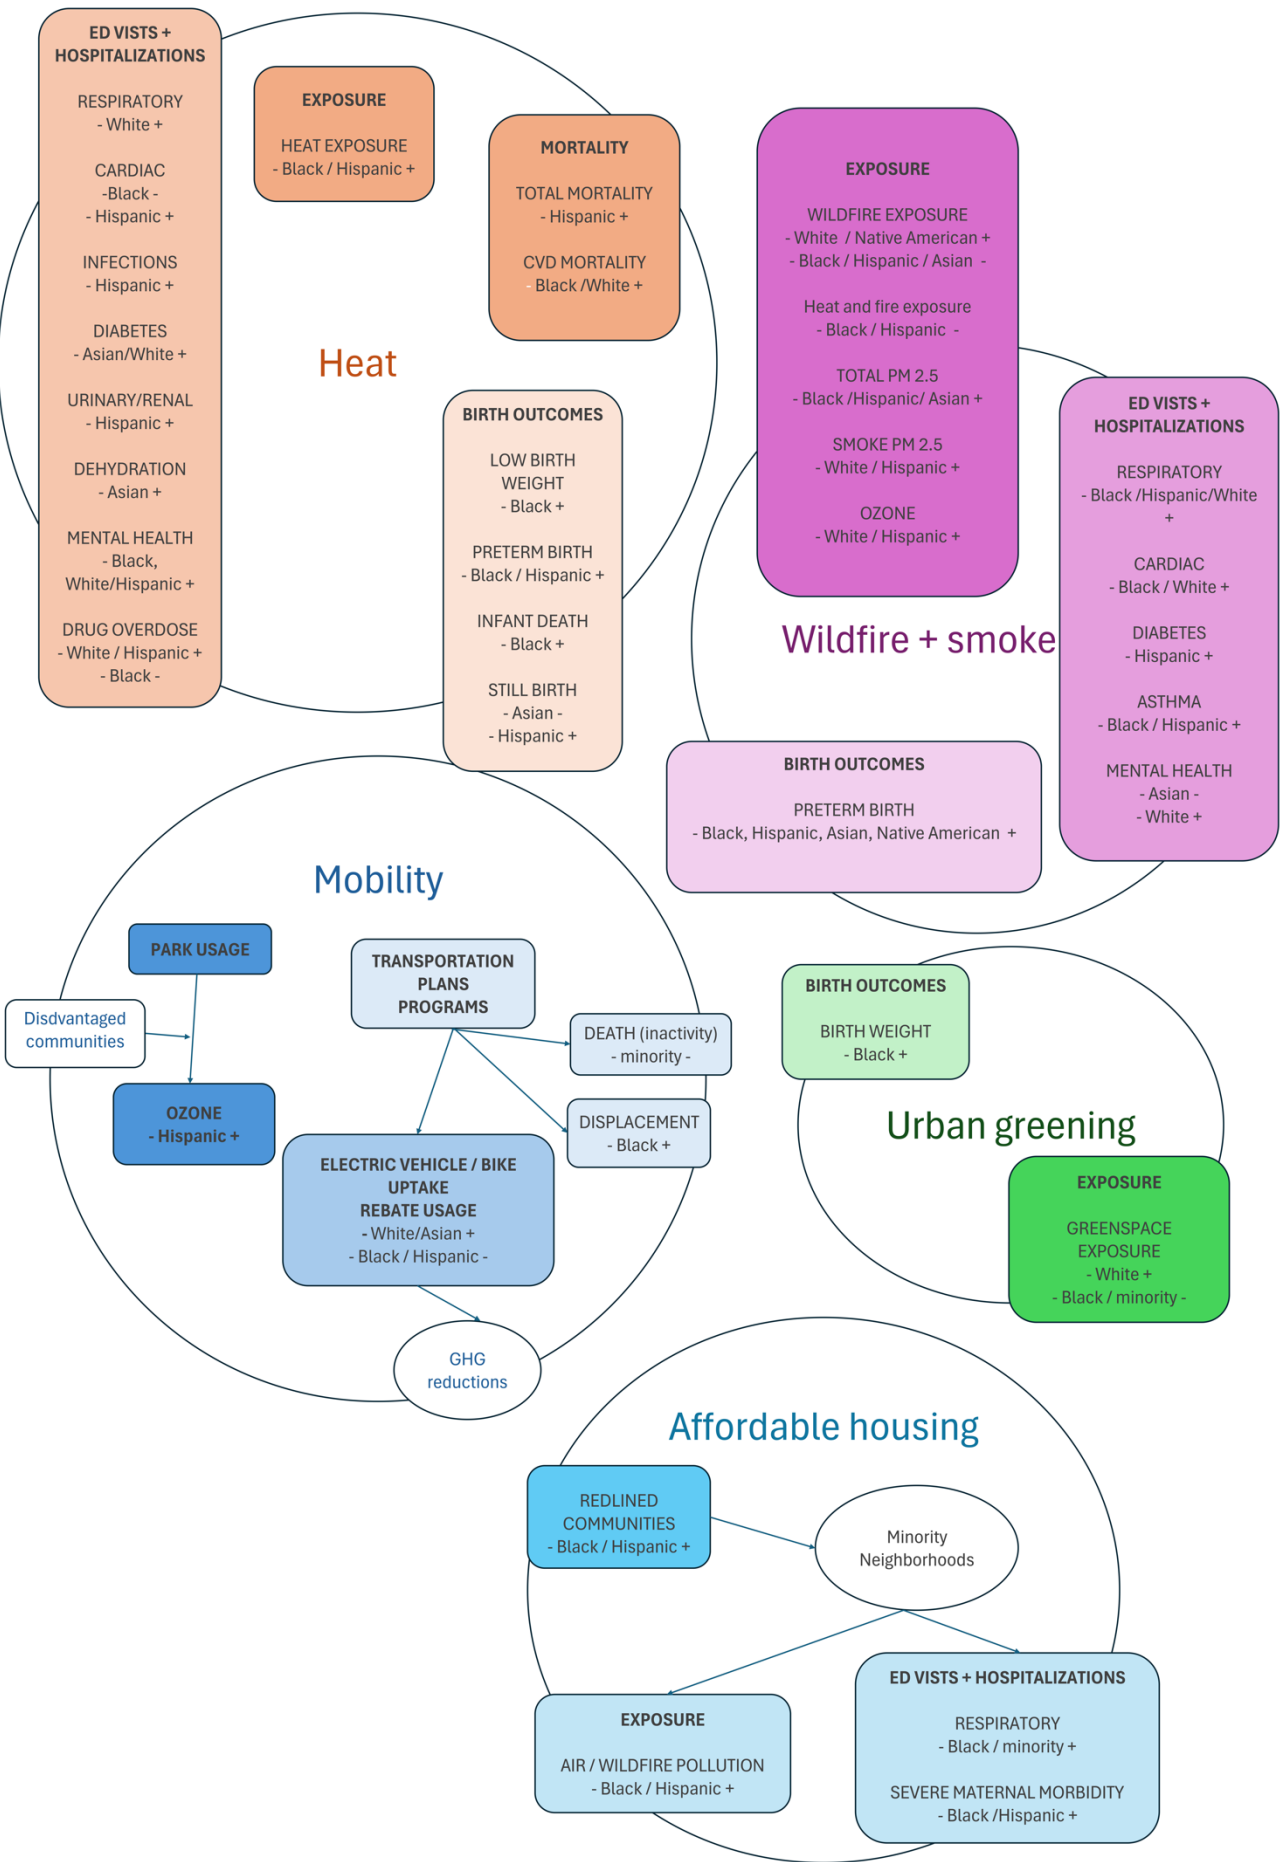 ED VISTS +
HOSPITALIZATIONS
RESPIRATORY
- White +
CARDIAC
-Black -
- Hispanic +
INFECTIONS
- Hispanic +
DIABETES
- Asian/White +
URINARY/RENAL
- Hispanic +
DEHYDRATION
- Asian +
MENTAL HEALTH
- Black,
White/Hispanic +
DRUG OVERDOSE
- White / Hispanic +
- Black -
EXPOSURE
HEAT EXPOSURE
- Black / Hispanic +
MORTALITY
TOTAL MORTALITY
- Hispanic +
CVD MORTALITY
- Black /White +
Heat
BIRTH OUTCOMES
LOW BIRTH
WEIGHT
- Black +
PRETERM BIRTH
- Black / Hispanic +
INFANT DEATH
- Black +
STILL BIRTH
- Asian -
- Hispanic +
EXPOSURE
WILDFIRE EXPOSURE
- White / Native American +
- Black / Hispanic / Asian -
Heat and fire exposure
- Black / Hispanic -
TOTAL PM 2.5
- Black /Hispanic/ Asian +
SMOKE PM 2.5
- White / Hispanic +
OZONE
- White / Hispanic +
Wildfire + smoke
ED VISTS +
HOSPITALIZATIONS
RESPIRATORY
- Black /Hispanic/White
+
CARDIAC
- Black / White +
DIABETES
- Hispanic +
ASTHMA
- Black / Hispanic +
MENTAL HEALTH
- Asian -
- White +
BIRTH OUTCOMES
PRETERM BIRTH
- Black, Hispanic, Asian, Native American +
Mobility
PARK USAGE
Disdvantaged
communities
OZONE
- Hispanic +
TRANSPORTATION
PLANS
PROGRAMS
DEATH (inactivity)
- minority -
DISPLACEMENT
- Black +
ELECTRIC VEHICLE / BIKE
UPTAKE
REBATE USAGE
- White/Asian +
- Black / Hispanic -
GHG
reductions
BIRTH OUTCOMES
BIRTH WEIGHT
- Black +
Urban greening
EXPOSURE
GREENSPACE
EXPOSURE
- White +
- Black / minority -
Affordable housing
REDLINED
COMMUNITIES
- Black / Hispanic +
Minority
Neighborhoods
EXPOSURE
AIR / WILDFIRE POLLUTION
- Black / Hispanic +
ED VISTS + HOSPITALIZATIONS
RESPIRATORY
- Black / minority +
SEVERE MATERNAL MORBIDITY
- Black /Hispanic +